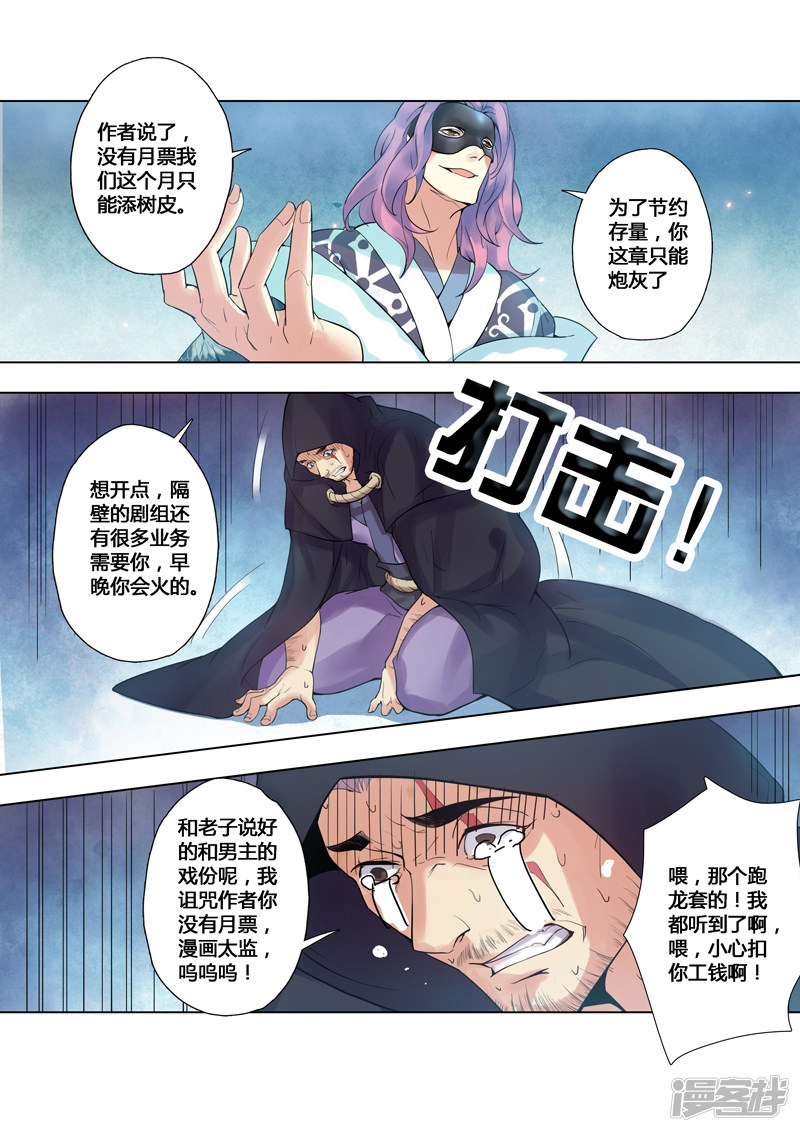 作者说了，
没有月票我
们这个月只
能添树皮。
为了节约
存量，你
这章只能
炮灰了
打击！
想开点，隔
壁的剧组还
有很多业务
需要你，早
晚你会火的。
和老子说好
的和男主的
戏份呢，我
诅咒作者你
没有月票，
漫画太监，
呜呜呜！
喂，那个跑
龙套的！我
都听到了啊，
喂，小心扣
你工钱啊！
漫客栈